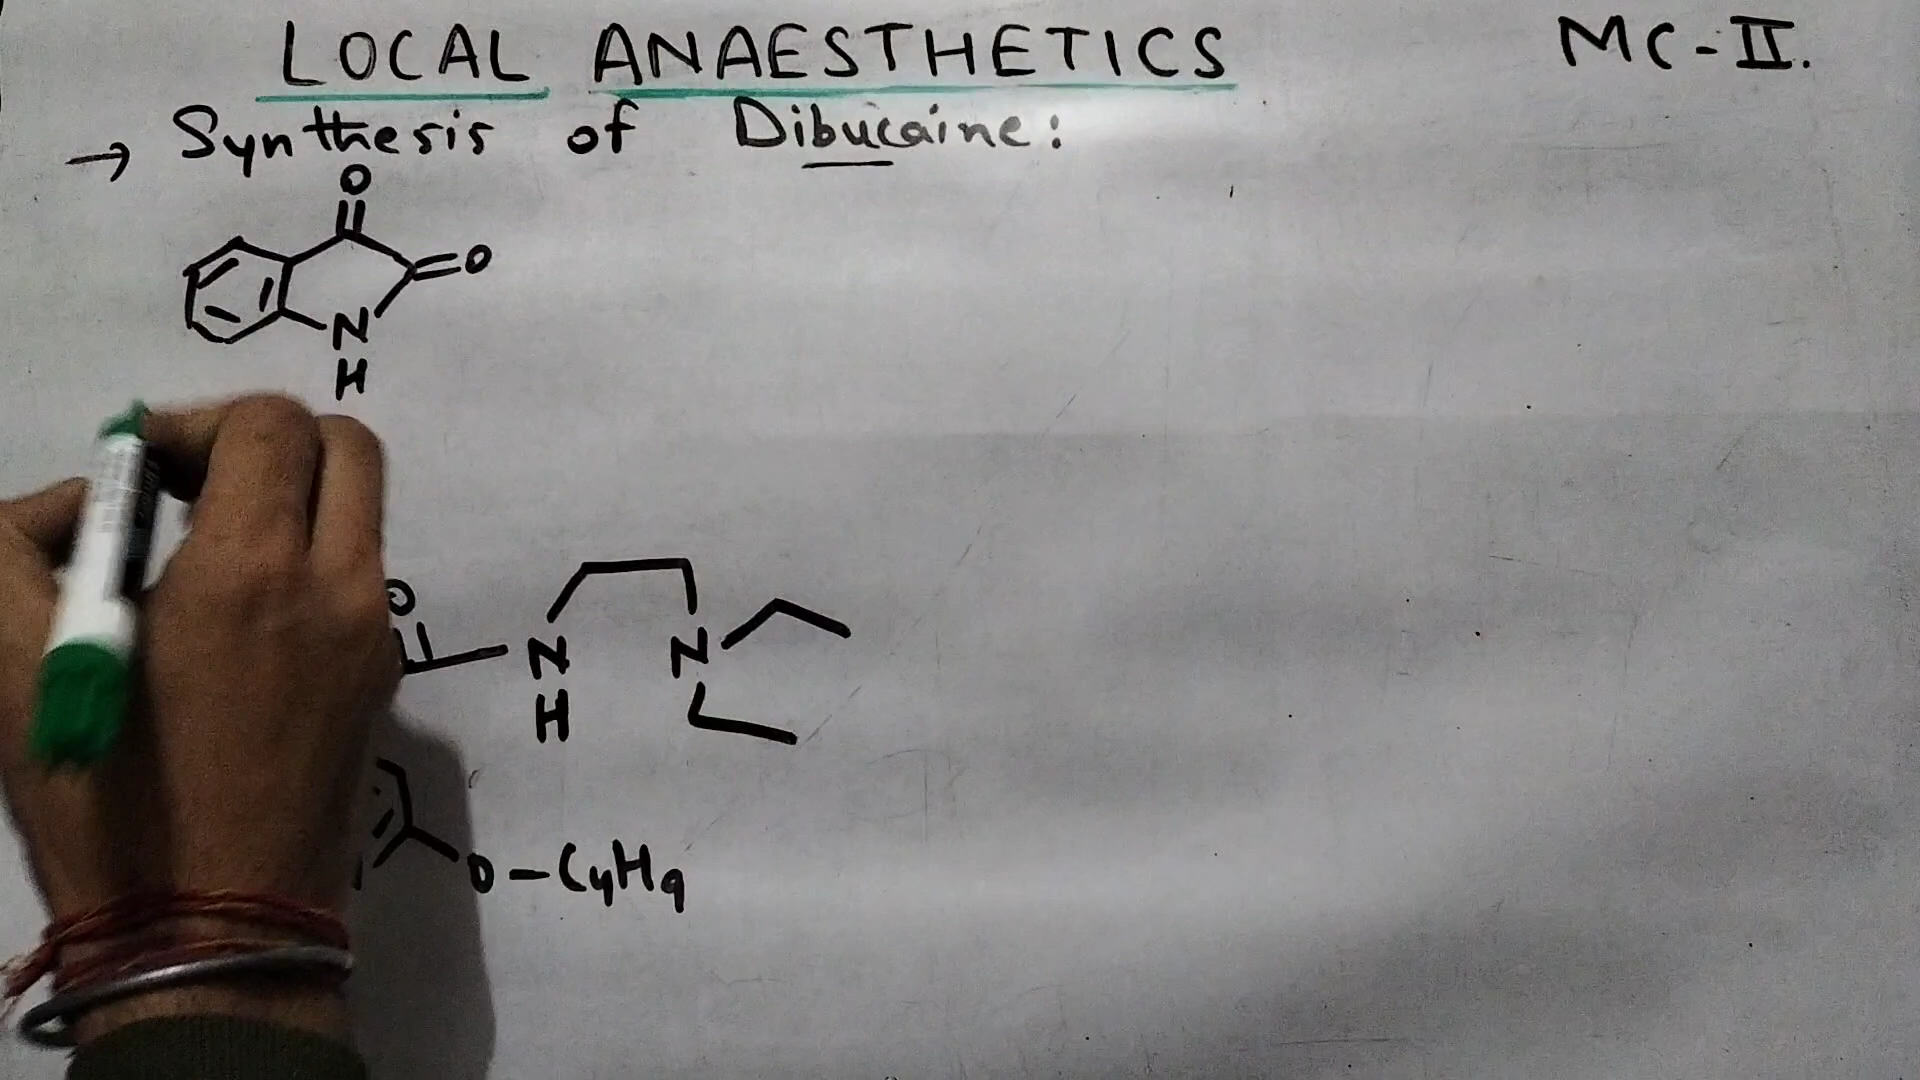 LOCAL ANAESTHETICS MC-II.
→ Synthesis of Dibucaine:
O
O
N
H
O
N N
H
O-C4H9